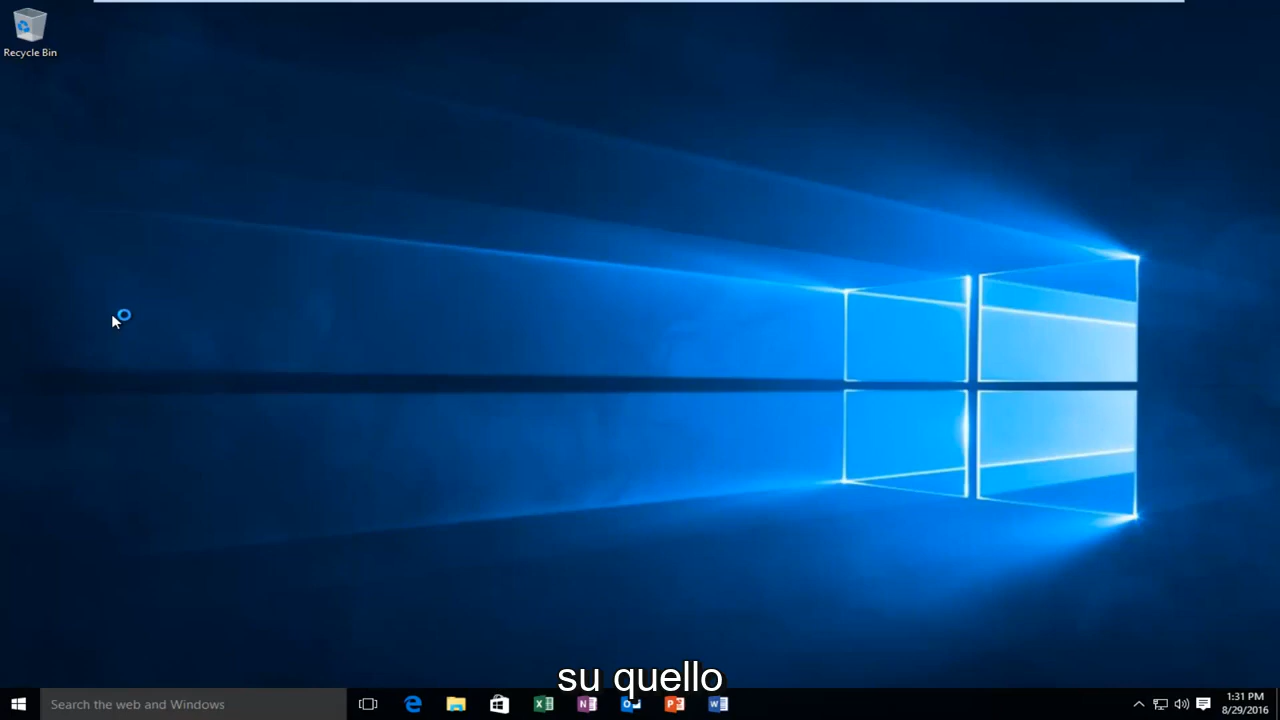 Recycle Bin
su quello
Search the web and Windows
1:31 PM
8/29/2016